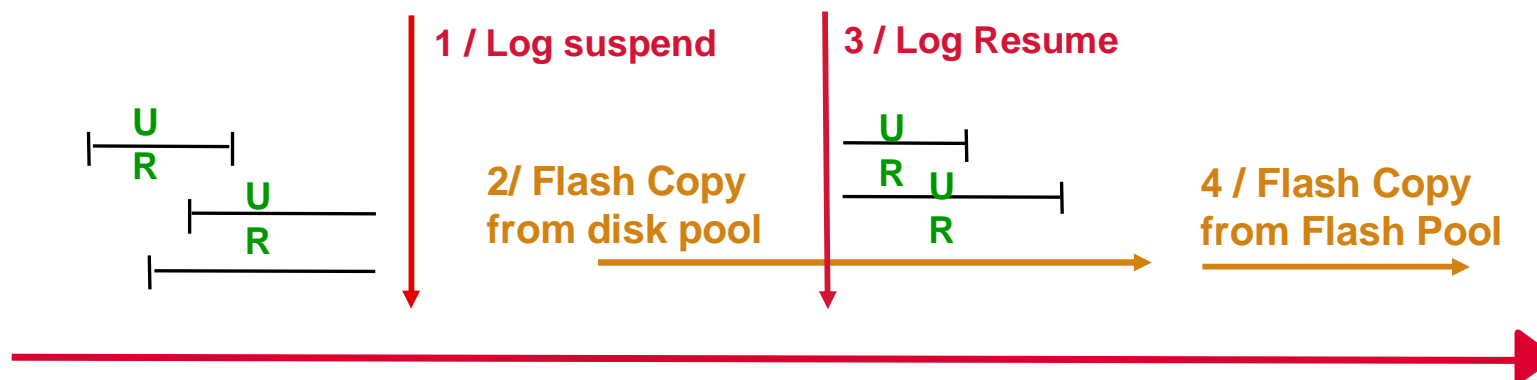 1 / Log suspend
3 / Log Resume
U
R
U
R
2/ Flash Copy
from disk pool
U
R
U
R
4 / Flash Copy
from Flash Pool